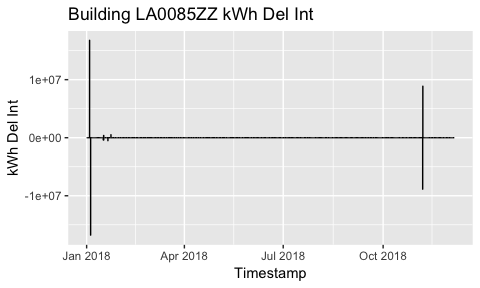 Building LA0085ZZ kWh Del Int
kWh Del Int
1e+07
0e+00
-1e+07
Jan 2018 Apr 2018 Jul 2018 Oct 2018
Timestamp